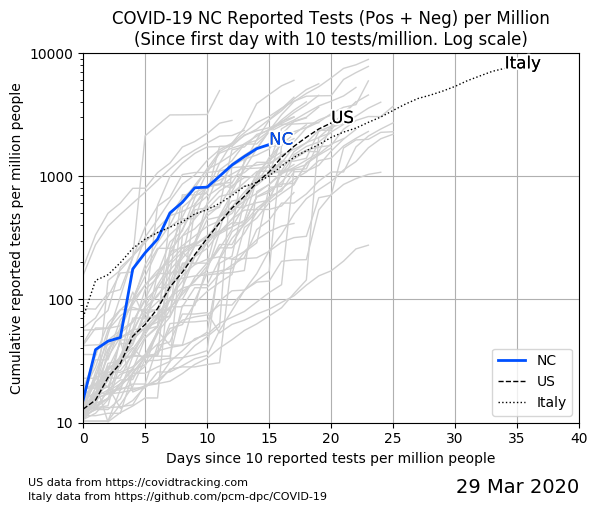 COVID-19 NC Reported Tests (Pos + Neg) per Million
(Since first day with 10 tests/million. Log scale)
Cumulative reported tests per million people
10000
1000
100
10
Italy
US
NC
NC
US
Italy
0 5 10 15 20 25 30 35 40
Days since 10 reported tests per million people
US data from https://covidtracking.com
Italy data from https://github.com/pcm-dpc/COVID-19
29 Mar 2020